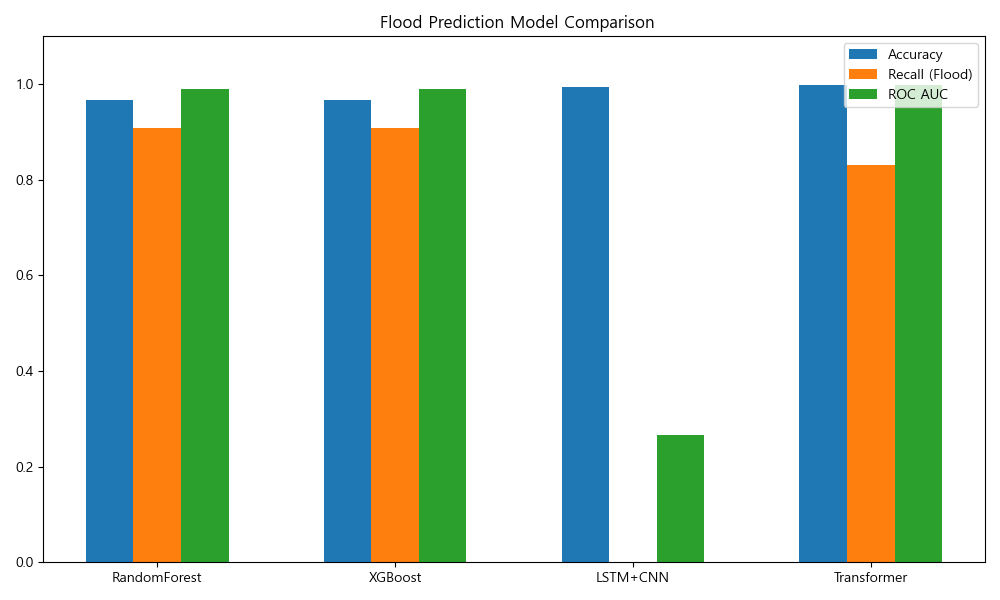 Flood Prediction Model Comparison
Accuracy
Recall (Flood)
ROC AUC
1.0
0.8
0.6
0.4
0.2
0.0
RandomForest
XGBoost
LSTM+CNN
Transformer